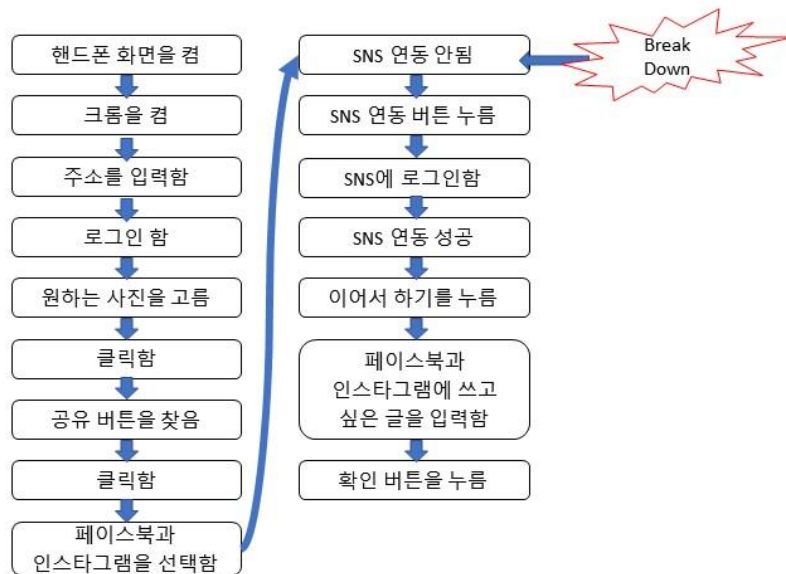 핸드폰 화면을 켬
크롬을 켬
주소를 입력함
로그인 함
원하는 사진을 고름
클릭함
공유 버튼을 찾음
클릭함
페이스북과
인스타그램을 선택함
SNS 연동 안됨
SNS 연동 버튼 누름
SNS에 로그인함
SNS 연동 성공
이어서 하기를 누름
페이스북과
인스타그램에 쓰고
싶은 글을 입력함
확인 버튼을 누름
Break
Down